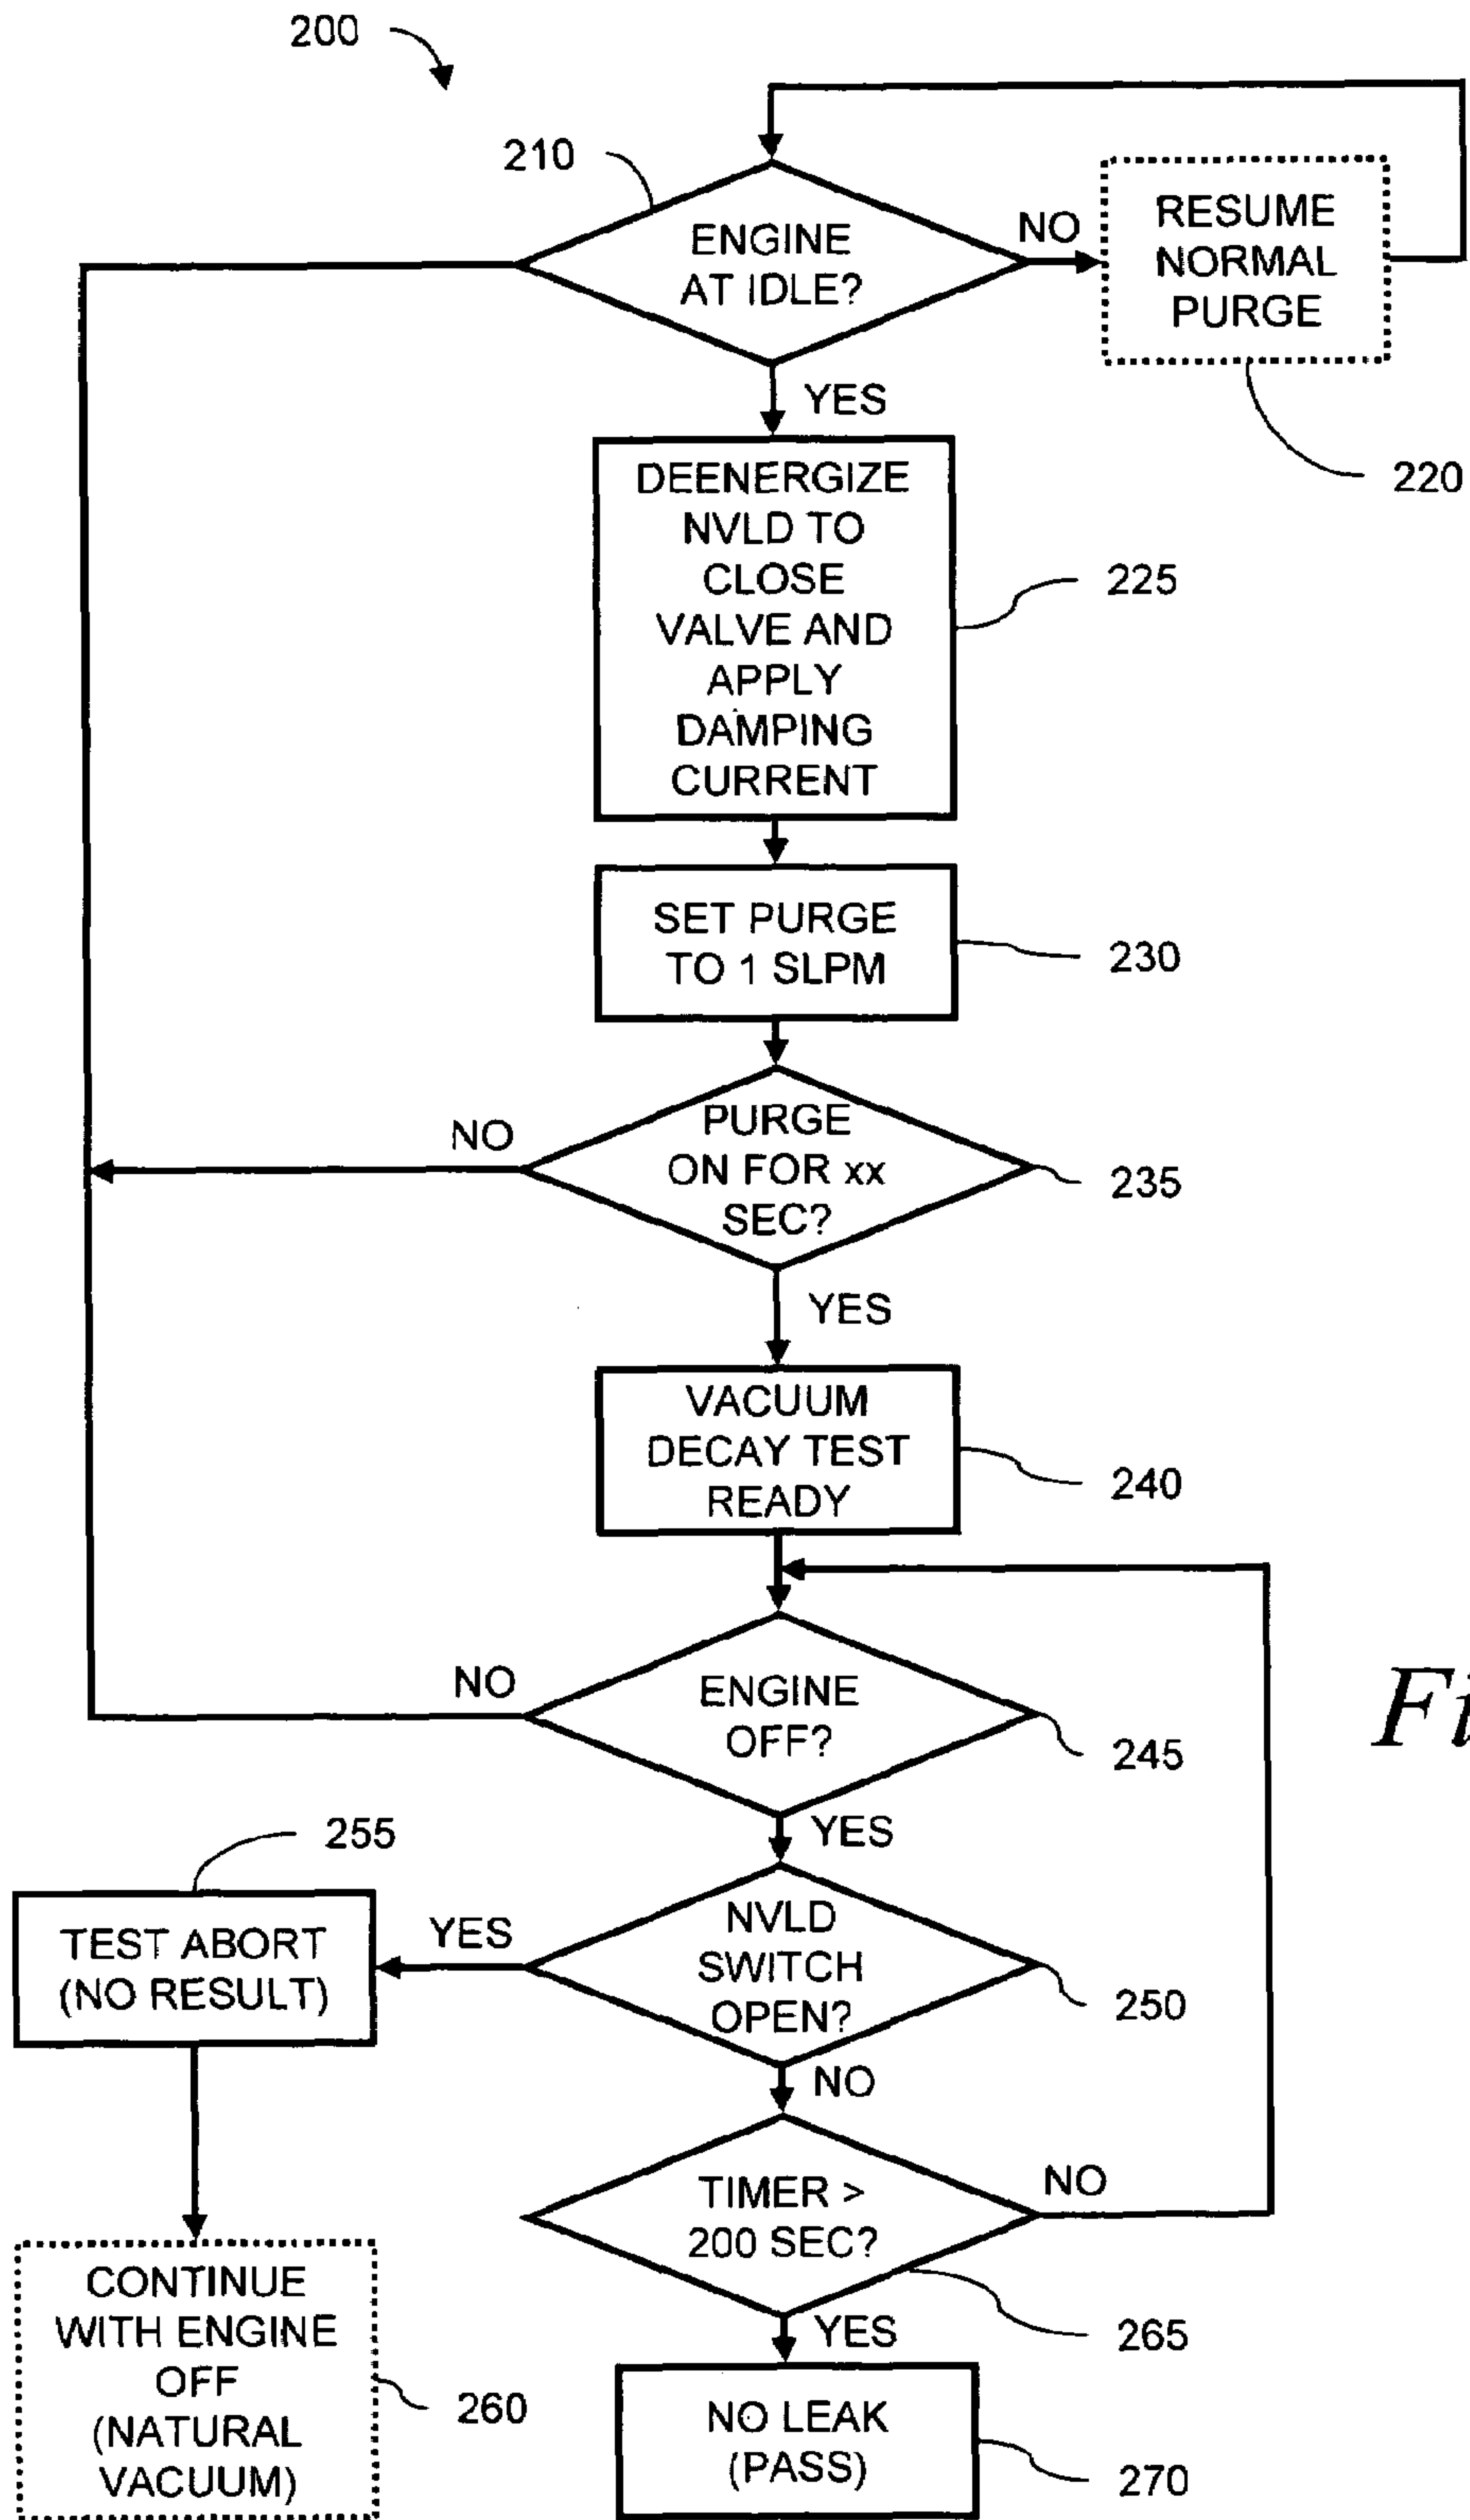 200
210
ENGINE
AT IDLE?
NO
RESUME
NORMAL
PURGE
220
YES
DEENERGIZE
NVLD TO
CLOSE
VALVE AND
APPLY
DAMPING
CURRENT
225
SET PURGE
TO 1 SLPM
230
NO
PURGE
ON FOR xx
SEC?
235
YES
VACUUM
DECAY TEST
READY
240
NO
ENGINE
OFF?
245
YES
255
TEST ABORT
(NO RESULT)
YES
NVLD
SWITCH
OPEN?
250
NO
TIMER >
200 SEC?
NO
265
YES
CONTINUE
WITH ENGINE
OFF
(NATURAL
VACUUM)
260
NO LEAK
(PASS)
270